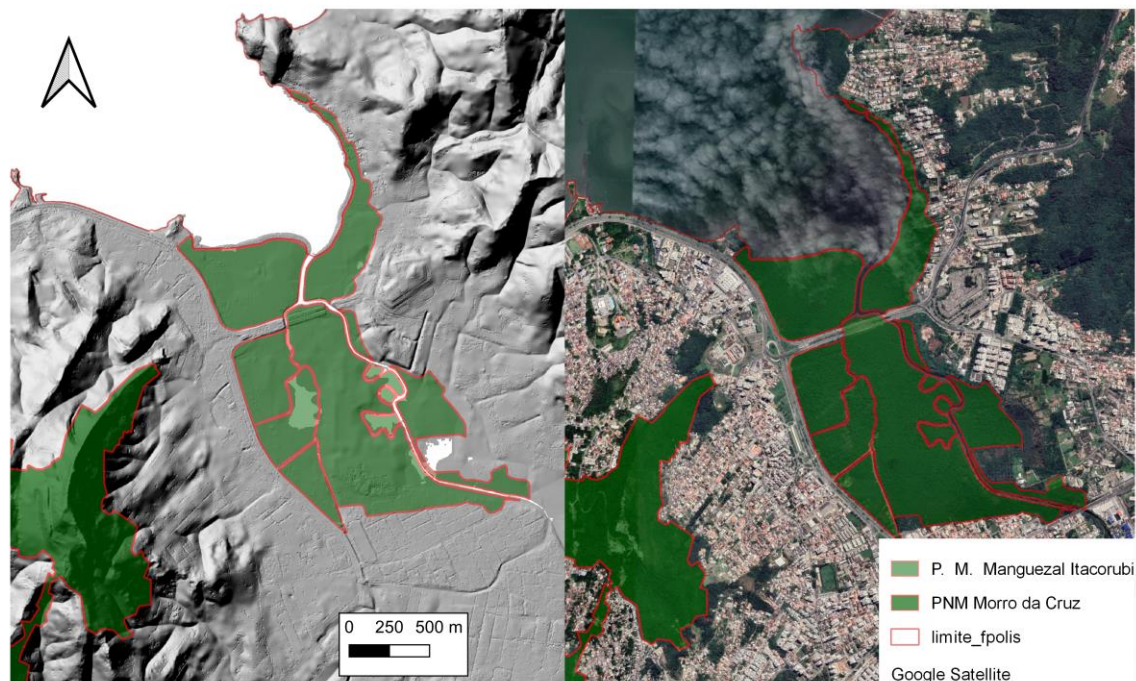 0 250 500 m
P. M. Manguezal Itacorubi
PNM Morro da Cruz
limite_fpolis
Google Satellite